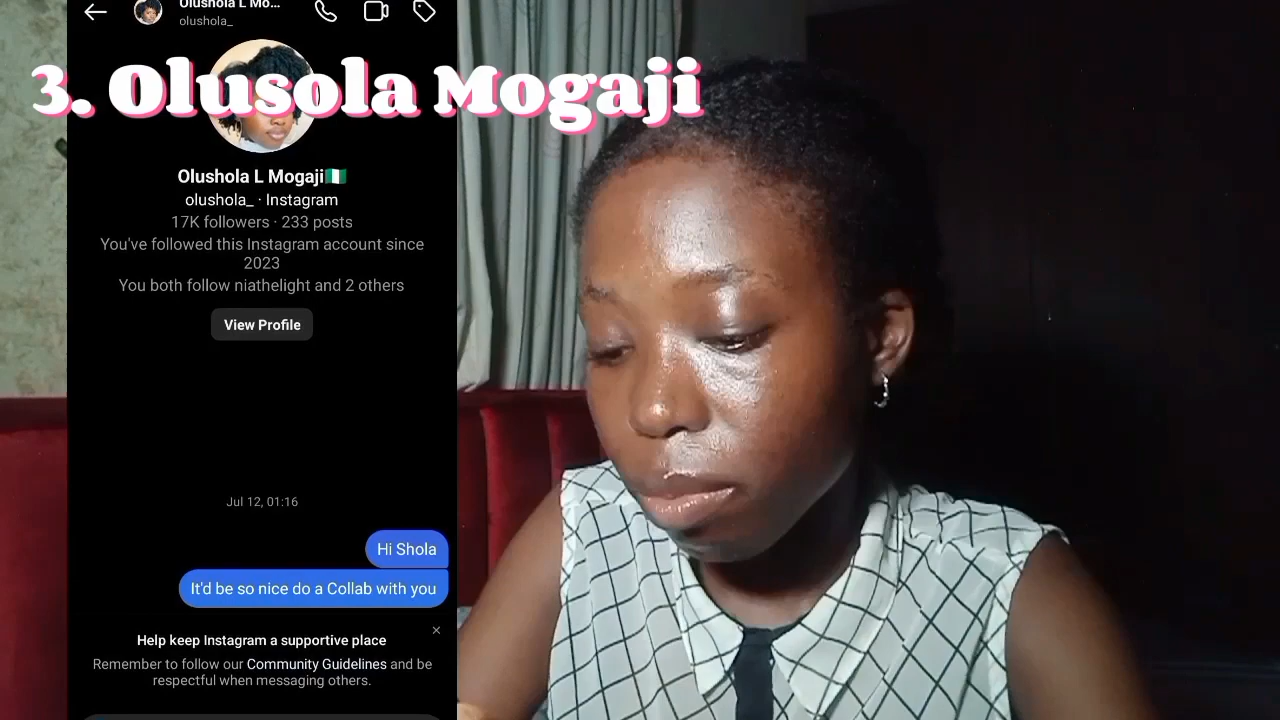 Olushola L Mo...
olushola_
3. Olusola Mogaji
Olushola L Mogaji🇳🇬
olushola_ · Instagram
17K followers · 233 posts
You've followed this Instagram account since
2023
You both follow niathelight and 2 others
View Profile
Jul 12, 01:16
Hi Shola
It'd be so nice do a Collab with you
Help keep Instagram a supportive place
Remember to follow our Community Guidelines and be
respectful when messaging others.